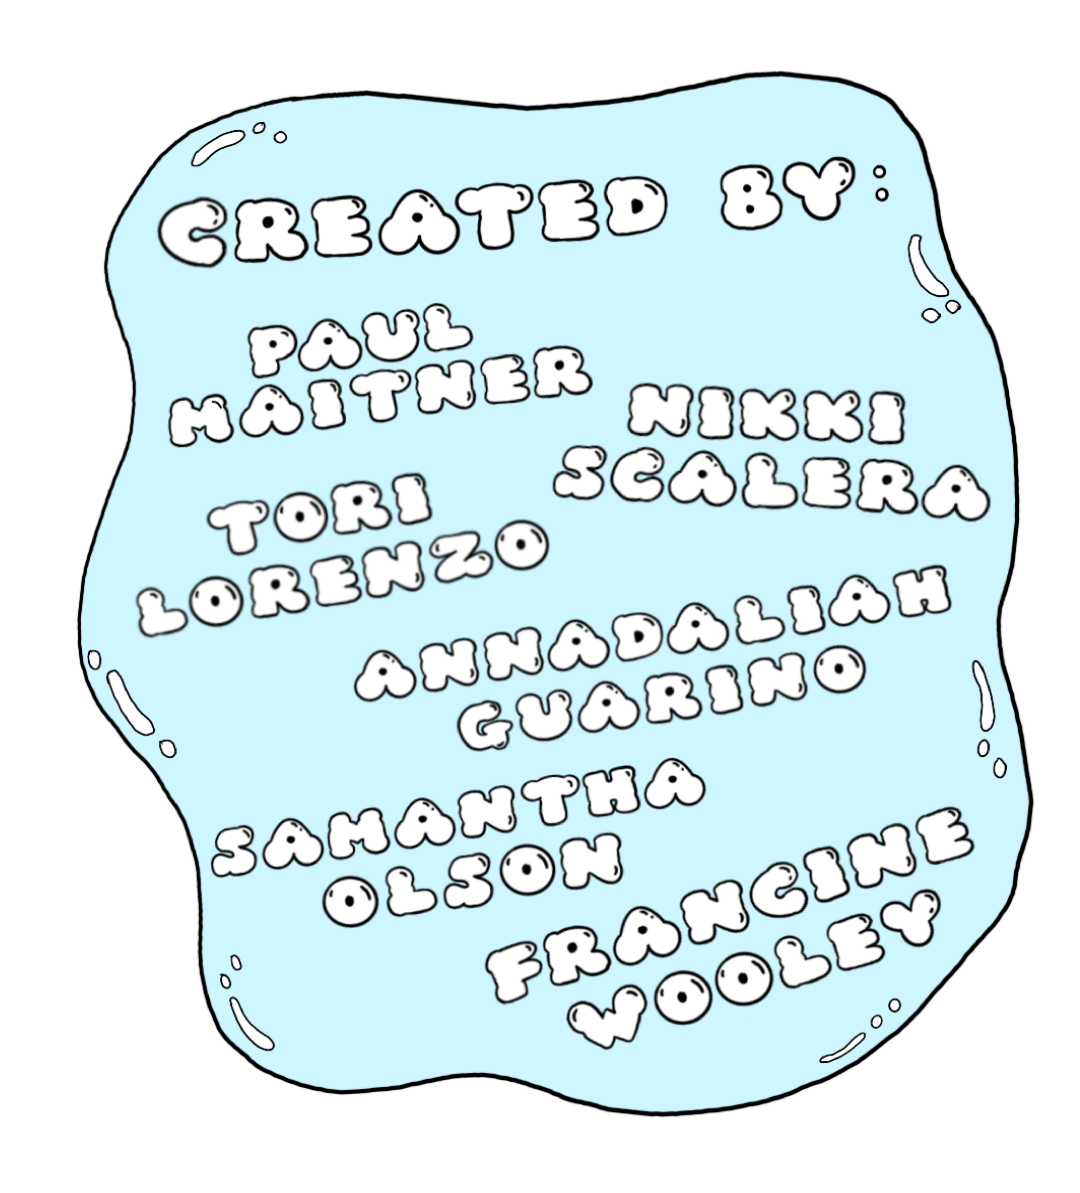 CREATED BY:
PAUL
MAITNER
NIKKI
SCALERA
TORI
LORENZO
ANNADALIAH
GUARINO
SAMANTHA
OLSON
FRANCINE
WOOLEY